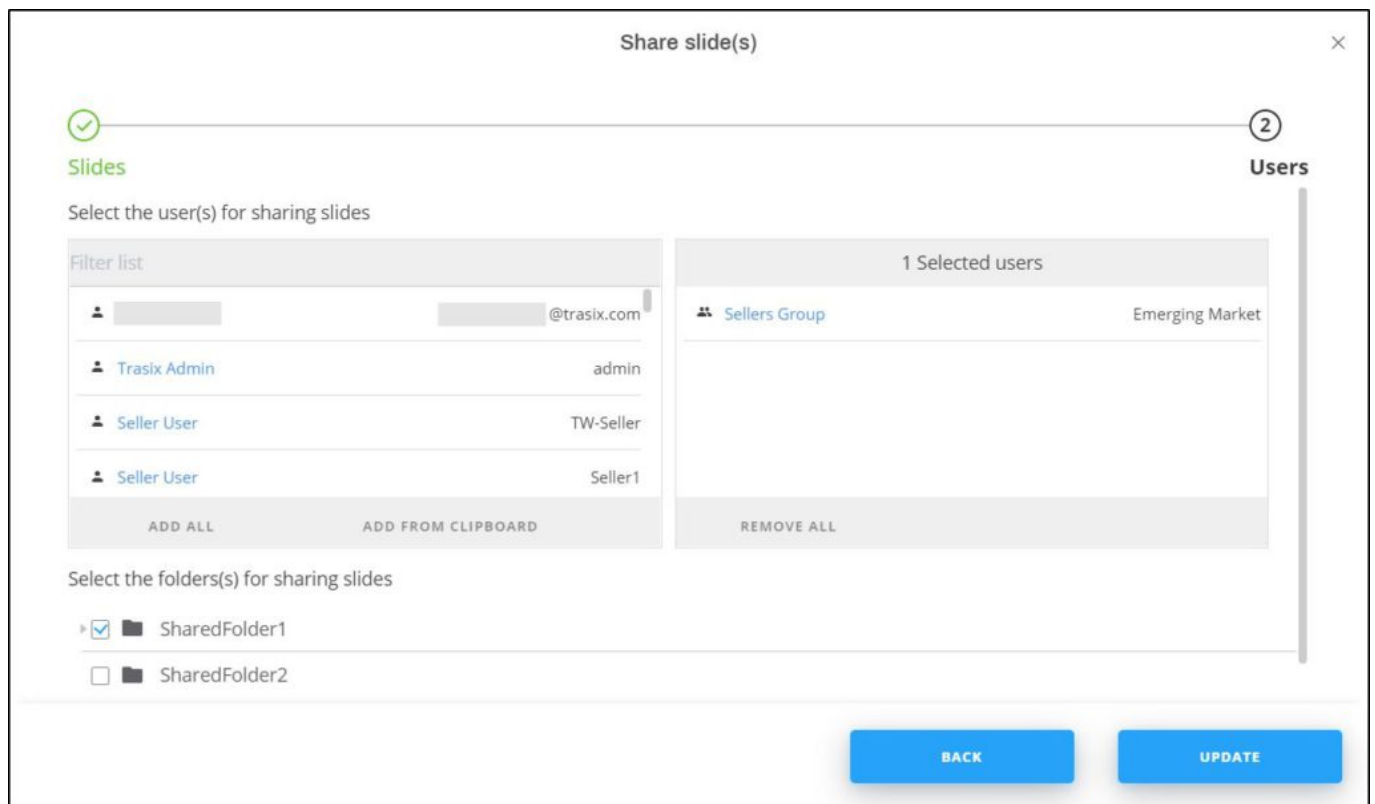 Share slide(s)
2
Slides
Users
Select the user(s) for sharing slides
Filter list
@trasix.com
Trasix Admin admin
Seller User TW-Seller
Seller User Seller1
ADD ALL ADD FROM CLIPBOARD
1 Selected users
Sellers Group Emerging Market
REMOVE ALL
Select the folders(s) for sharing slides
SharedFolder1
SharedFolder2
BACK UPDATE